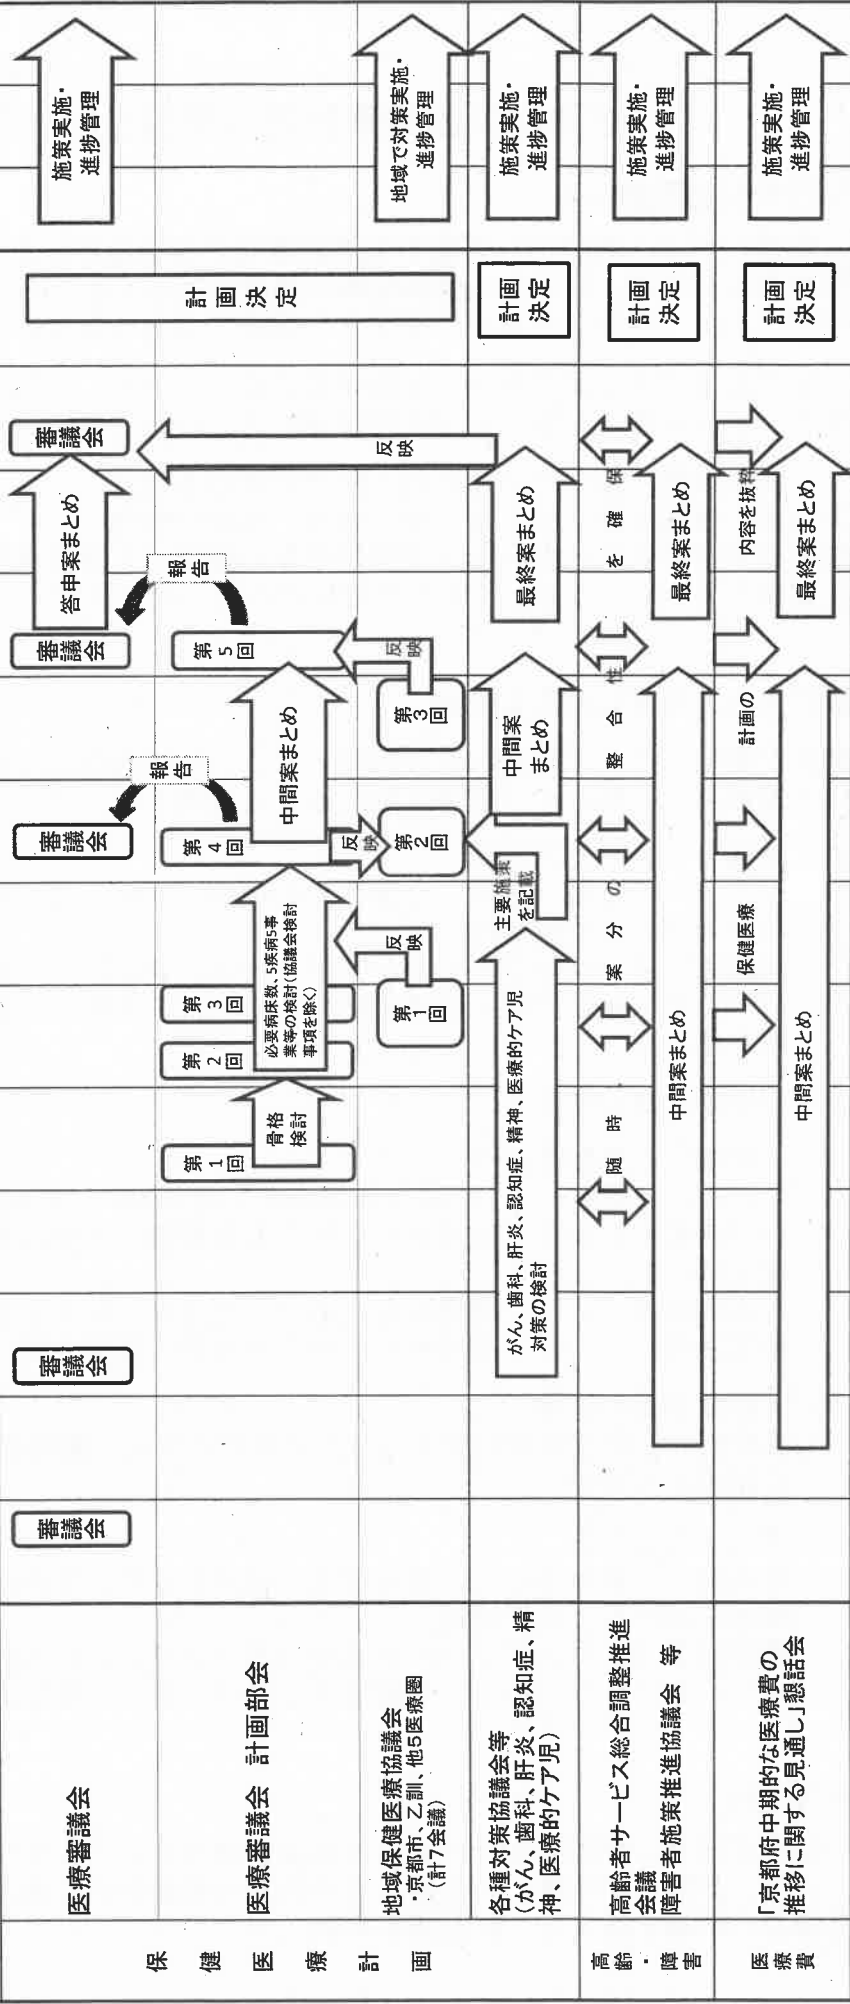 保健医療計画
医療審議会
審議会
審議会
審議会
審議会
答申案まとめ
審議会
施策実施・
進捗管理
医療審議会 計画部会
第1回
骨格
検討
第2回
第3回
必要病床数、5疾病5事
業等の検討(協議会検討
事項を除く)
第4回
報告
中間案まとめ
第5回
報告
計画決定
地域保健医療協議会
・京都市、乙訓、他5医療圏
(計7会議)
第1回
反映
反映
第2回
第3回
反映
反映
地域で対策実施・
進捗管理
各種対策協議会等
(がん、歯科、肝炎、認知症、精
神、医療的ケア児)
がん、歯科、肝炎、認知症、精神、医療的ケア児
対策の検討
主要施策
を記載
中間案
まとめ
最終案まとめ
計画
決定
施策実施・
進捗管理
高齢・障害
高齢者サービス総合調整推進
会議
障害者施策推進協議会 等
随時、案分の整合性を確保
中間案まとめ
最終案まとめ
計画
決定
施策実施・
進捗管理
医療費
「京都府中期的な医療費の
推移に関する見通し」懇話会
保健医療計画の内容を抜粋
中間案まとめ
最終案まとめ
計画
決定
施策実施・
進捗管理